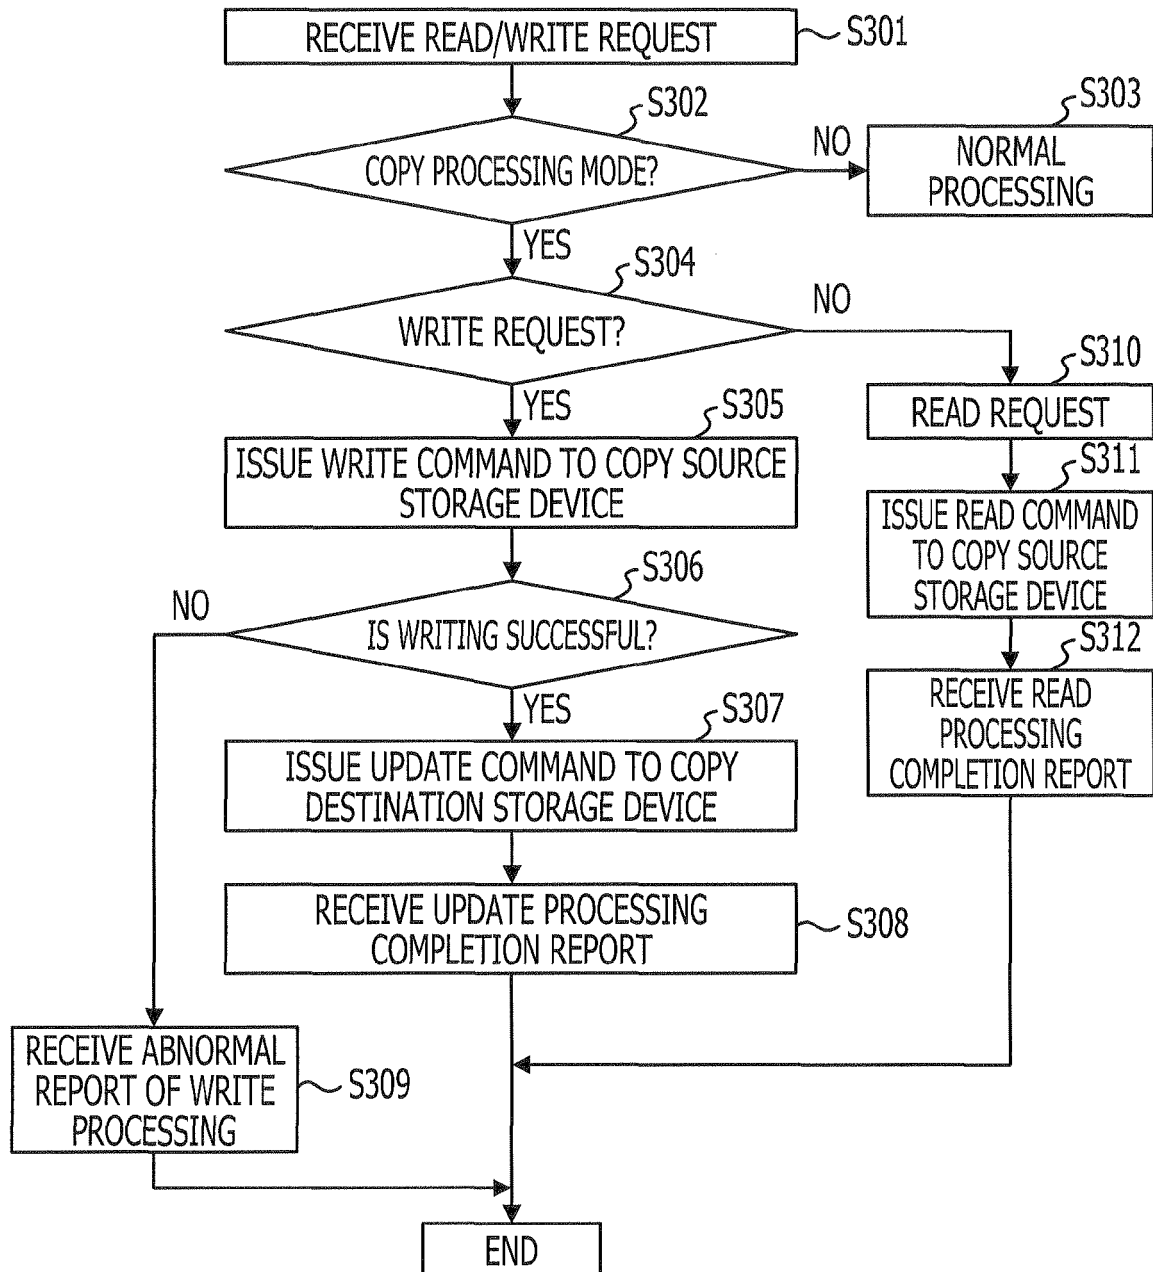 RECEIVE READ/WRITE REQUEST
S301
S302
COPY PROCESSING MODE?
NO
S303
NORMAL
PROCESSING
YES
S304
WRITE REQUEST?
NO
YES
S305
ISSUE WRITE COMMAND TO COPY SOURCE
STORAGE DEVICE
S310
READ REQUEST
S311
ISSUE READ COMMAND
TO COPY SOURCE
STORAGE DEVICE
S306
NO
IS WRITING SUCCESSFUL?
YES
S312
RECEIVE READ
PROCESSING
COMPLETION REPORT
S307
ISSUE UPDATE COMMAND TO COPY
DESTINATION STORAGE DEVICE
RECEIVE UPDATE PROCESSING
COMPLETION REPORT
S308
RECEIVE ABNORMAL
REPORT OF WRITE
PROCESSING
S309
END